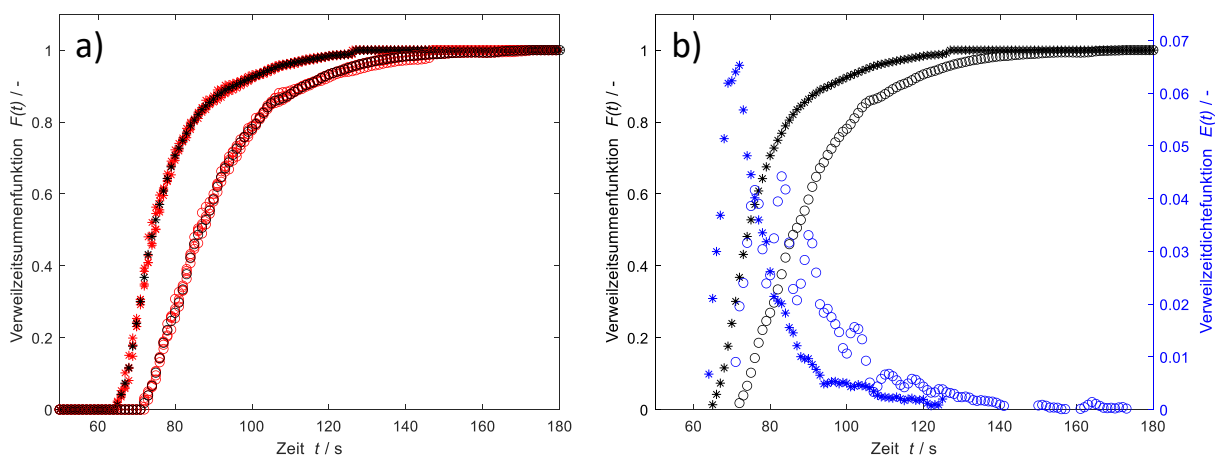 a)
Verweilzeitsummenfunktion F(t) / -
1
0.8
0.6
0.4
0.2
0
60 80 100 120 140 160 180
Zeit t / s
b)
Verweilzeitsummenfunktion F(t) / -
1
0.8
0.6
0.4
0.2
0
60 80 100 120 140 160 180
Zeit t / s
0.07
0.06
0.05
0.04
0.03
0.02
0.01
0
Verweilzeitdichtefunktion E(t) / -